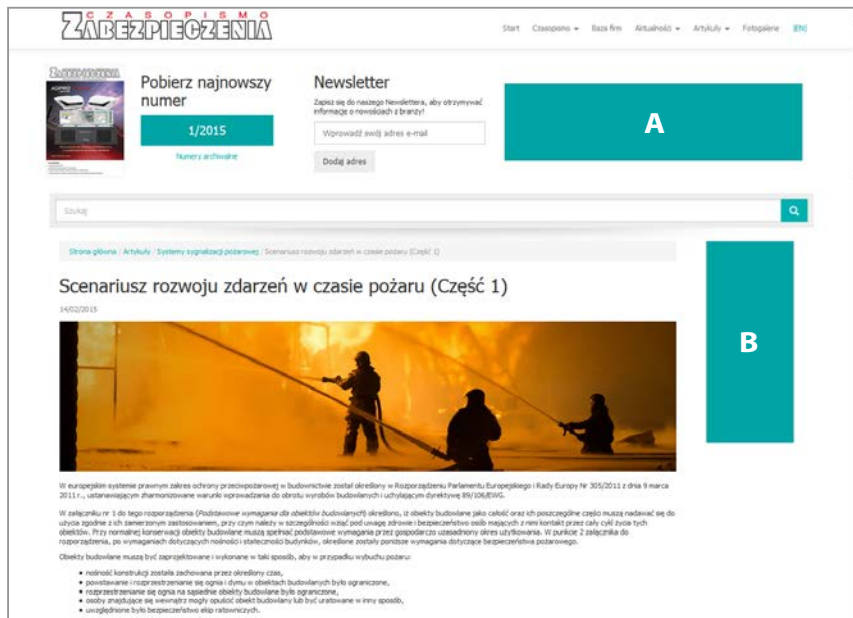 CZASOPISMO
ZABEZPIECZENIA
Start Czasopismo Baza firm Aktualności Artykuły Fotogalerie [EN]
ZABEZPIECZENIA
Pobierz najnowszy
numer
1/2015
Numery archiwalne
Newsletter
Zapisz się do naszego Newslettera, aby otrzymywać
informacje o nowościach z branży!
Wprowadź swój adres e-mail
Dodaj adres
A
Szukaj
Strona główna / Artykuły / Systemy sygnalizacji pożarowej / Scenariusz rozwoju zdarzeń w czasie pożaru (Część 1)
Scenariusz rozwoju zdarzeń w czasie pożaru (Część 1)
14/02/2015
B
W europejskim systemie prawnym zakres ochrony przeciwpożarowej w budownictwie został określony w Rozporządzeniu Parlamentu Europejskiego i Rady Europy Nr 305/2011 z dnia 9 marca
2011 r., ustanawiającym zharmonizowane warunki wprowadzania do obrotu wyrobów budowlanych i uchylającym dyrektywę 89/106/EWG.
W załączniku nr 1 do tego rozporządzenia (Podstawowe wymagania dla obiektów budowlanych) określono, iż obiekty budowlane jako całość oraz ich poszczególne części muszą nadawać się do
użycia zgodnie z ich zamierzonym zastosowaniem, przy czym należy w szczególności wziąć pod uwagę zdrowie i bezpieczeństwo osób mających z nimi kontakt przez cały cykl życia tych
obiektów. Przy normalnej konserwacji obiekty budowlane muszą spełniać podstawowe wymagania przez gospodarczo uzasadniony okres użytkowania. W punkcie 2 załącznika do
rozporządzenia, po wymaganiach dotyczących nośności i stateczności budynków, określone zostały poniższe wymagania dotyczące bezpieczeństwa pożarowego.
Obiekty budowlane muszą być zaprojektowane i wykonane w taki sposób, aby w przypadku wybuchu pożaru:
• nośność konstrukcji została zachowana przez określony czas,
• powstawanie i rozprzestrzenianie się ognia i dymu w obiektach budowlanych było ograniczone,
• rozprzestrzenianie się ognia na sąsiednie obiekty budowlane było ograniczone,
• osoby znajdujące się wewnątrz mogły opuścić obiekt budowlany lub być uratowane w inny sposób,
• uwzględnione było bezpieczeństwo ekip ratowniczych.